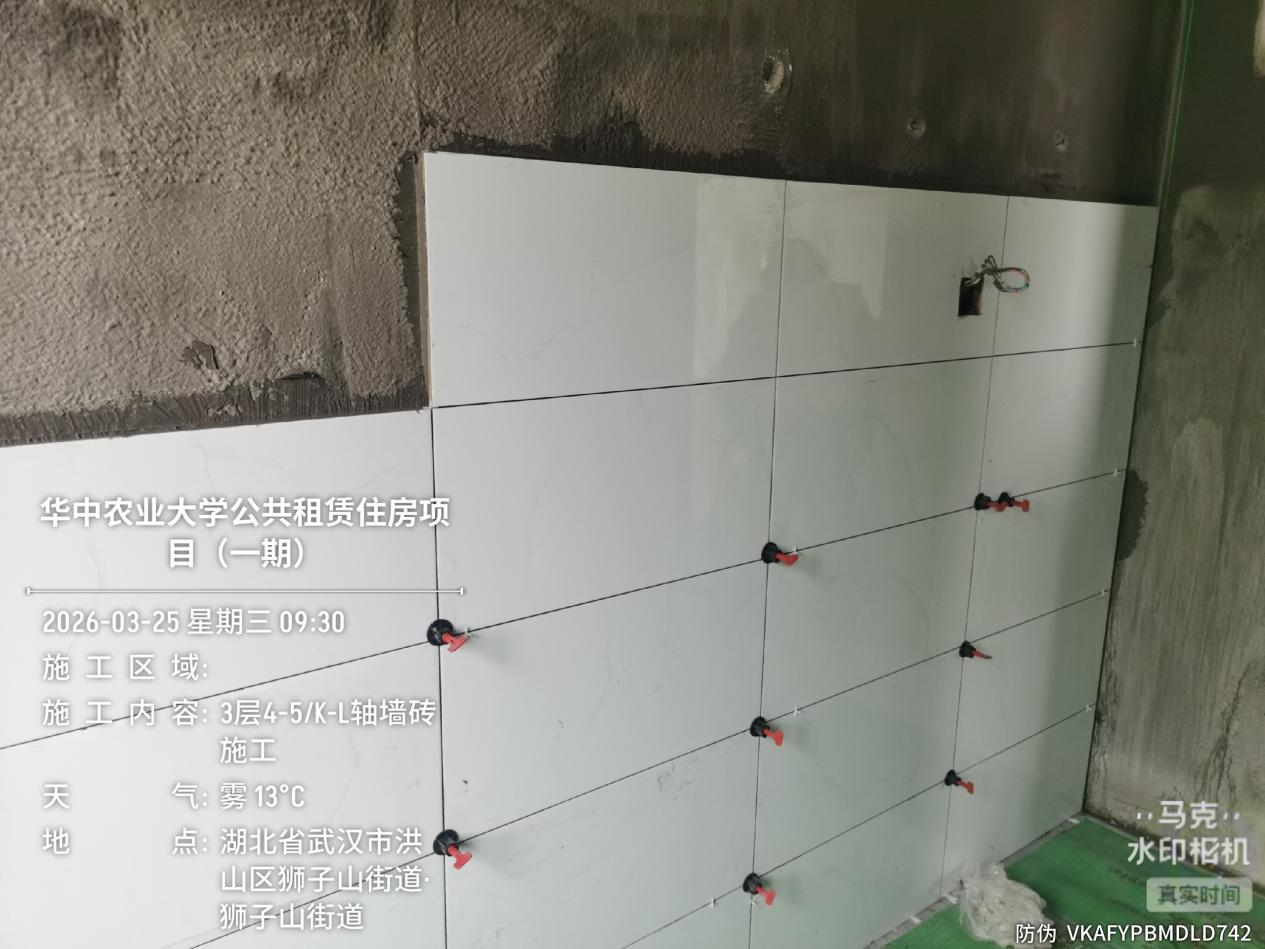 华中农业大学公共租赁住房项
目（一期）
2026-03-25 星期三 09:30
施工区域:
施工内容: 3层4-5/K-L轴墙砖
施工
天气: 雾 13°C
地点: 湖北省武汉市洪
山区狮子山街道·
狮子山街道
马克
水印相机
真实时间
防伪 VKAFYPBMDLD742